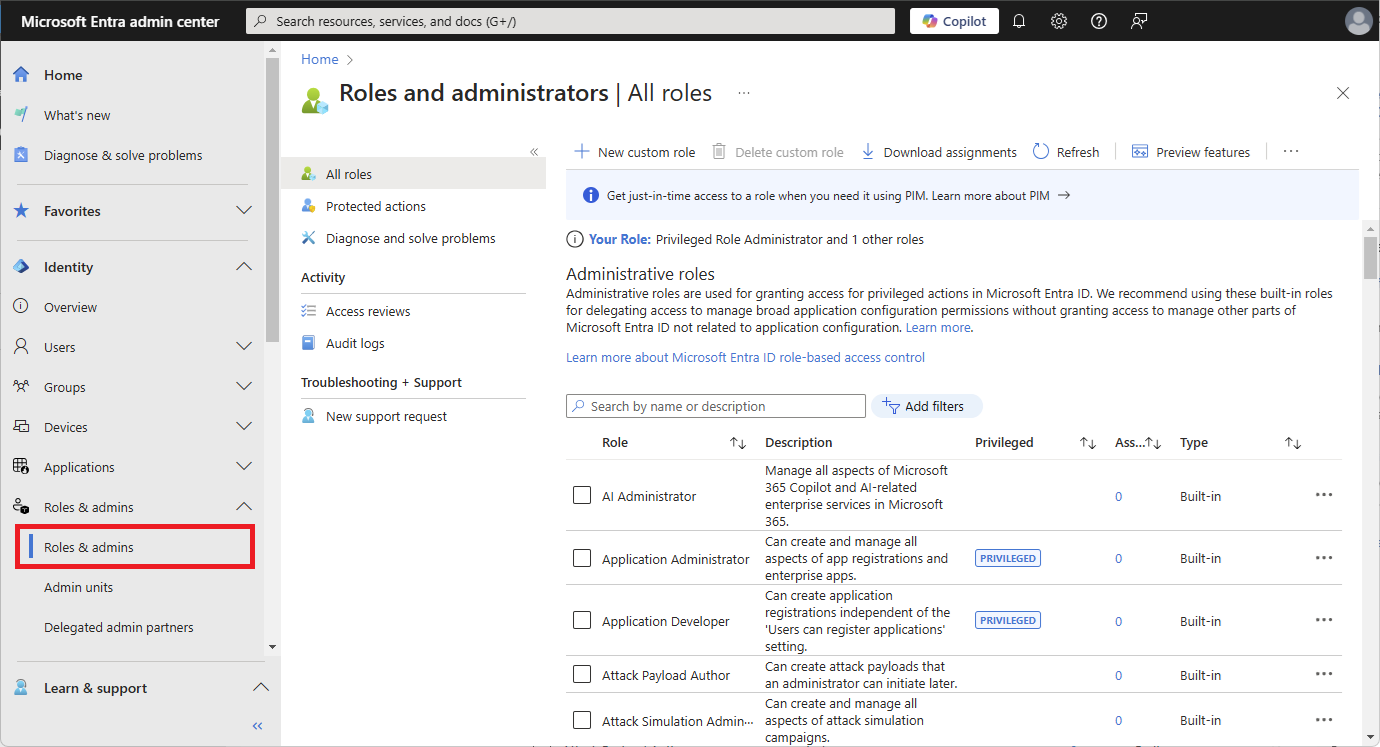 Microsoft Entra admin center
Search resources, services, and docs (G+/)
Copilot
Home
What's new
Diagnose & solve problems
Favorites
Identity
Overview
Users
Groups
Devices
Applications
Roles & admins
Roles & admins
Admin units
Delegated admin partners
Learn & support
Home
Roles and administrators | All roles
All roles
Protected actions
Diagnose and solve problems
Activity
Access reviews
Audit logs
Troubleshooting + Support
New support request
New custom role
Delete custom role
Download assignments
Refresh
Preview features
Get just-in-time access to a role when you need it using PIM. Learn more about PIM
Your Role: Privileged Role Administrator and 1 other roles
Administrative roles
Administrative roles are used for granting access for privileged actions in Microsoft Entra ID. We recommend using these built-in roles
for delegating access to manage broad application configuration permissions without granting access to manage other parts of
Microsoft Entra ID not related to application configuration. Learn more.
Learn more about Microsoft Entra ID role-based access control
Search by name or description
Add filters
Role Description Privileged Ass... Type
AI Administrator
Manage all aspects of Microsoft
365 Copilot and AI-related
enterprise services in Microsoft
365.
0
Built-in
Application Administrator
Can create and manage all
aspects of app registrations and
enterprise apps.
PRIVILEGED
0
Built-in
Application Developer
Can create application
registrations independent of the
'Users can register applications'
setting.
PRIVILEGED
0
Built-in
Attack Payload Author
Can create attack payloads that
an administrator can initiate later.
0
Built-in
Attack Simulation Admin...
Can create and manage all
aspects of attack simulation
campaigns.
0
Built-in